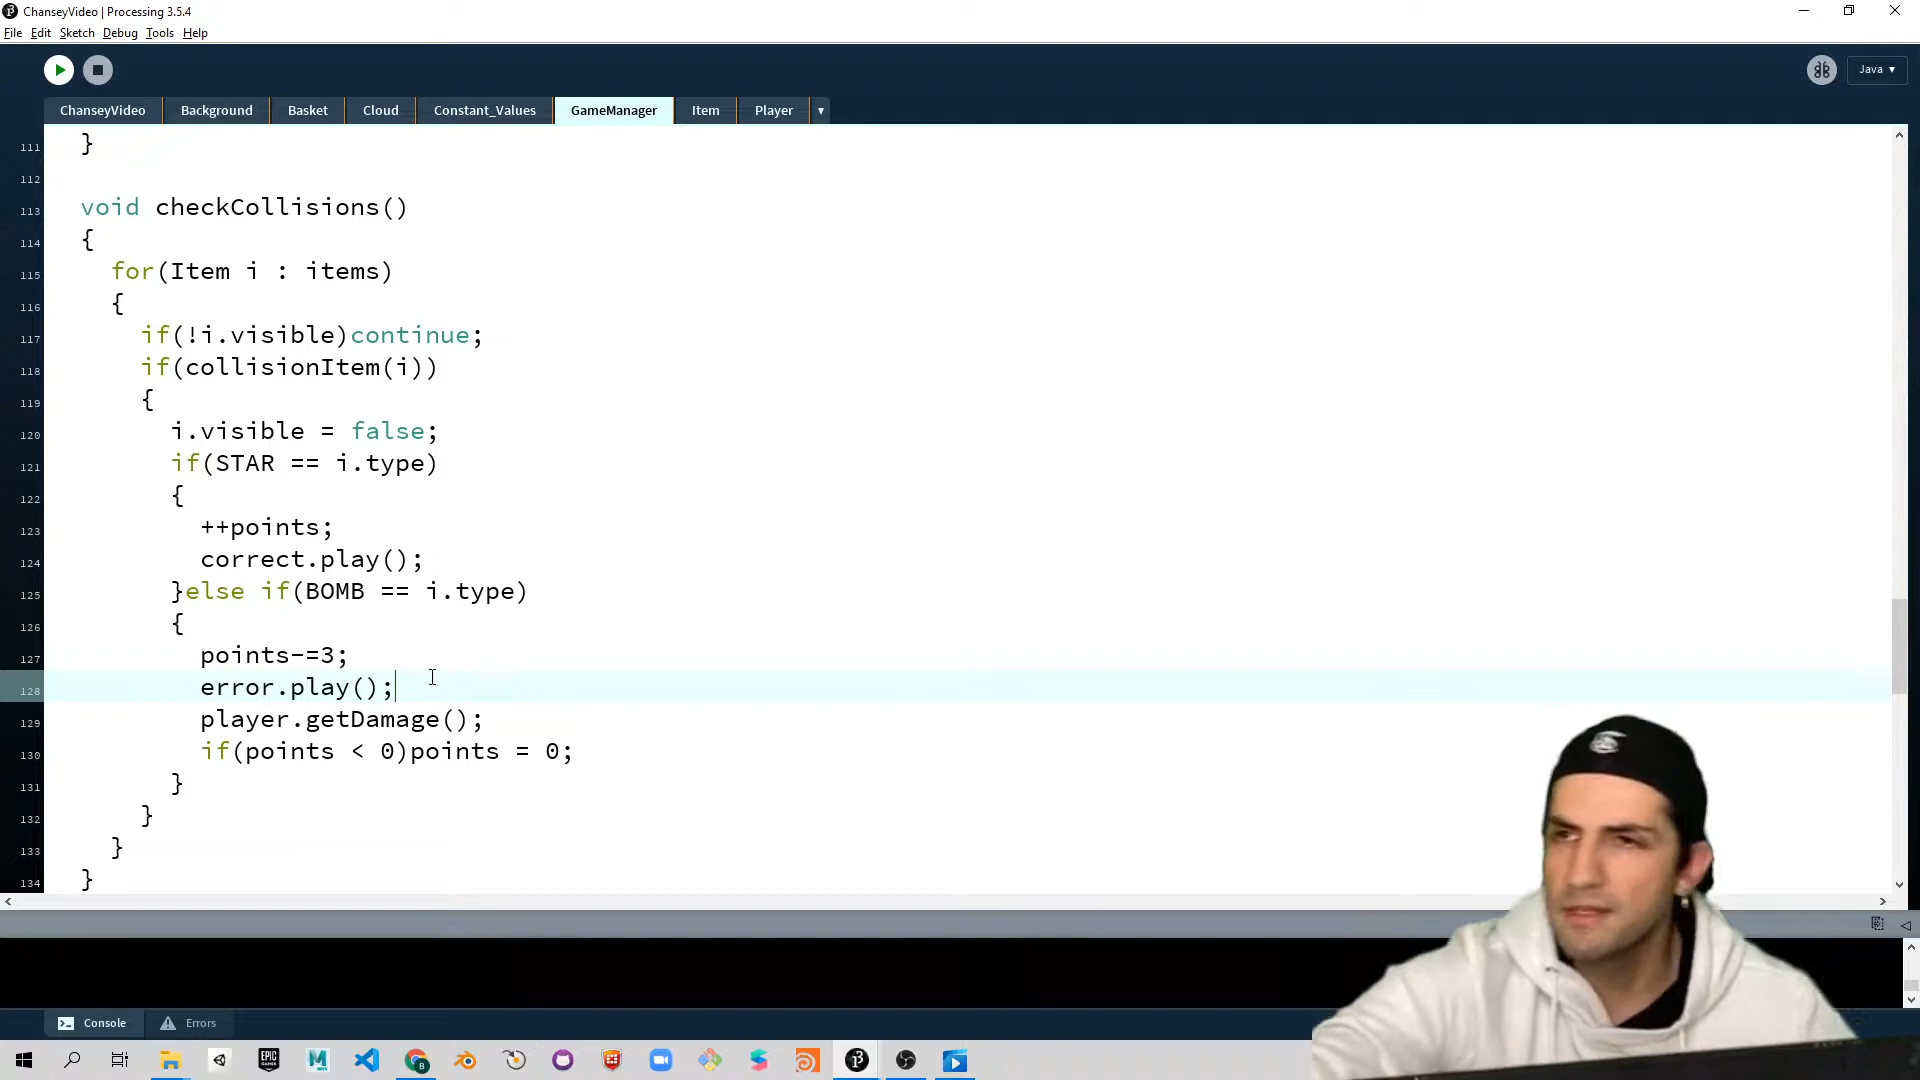 ChanseyVideo | Processing 3.5.4
File Edit Sketch Debug Tools Help
Java ▾
ChanseyVideo Background Basket Cloud Constant_Values GameManager Item Player ▾
111 }
112
113 void checkCollisions()
114 {
115 for(Item i : items)
116 {
117 if(!i.visible)continue;
118 if(collisionItem(i))
119 {
120 i.visible = false;
121 if(STAR == i.type)
122 {
123 ++points;
124 correct.play();
125 }else if(BOMB == i.type)
126 {
127 points-=3;
128 error.play();
129 player.getDamage();
130 if(points < 0)points = 0;
131 }
132 }
133 }
134 }
Console Errors
EPIC GAMES